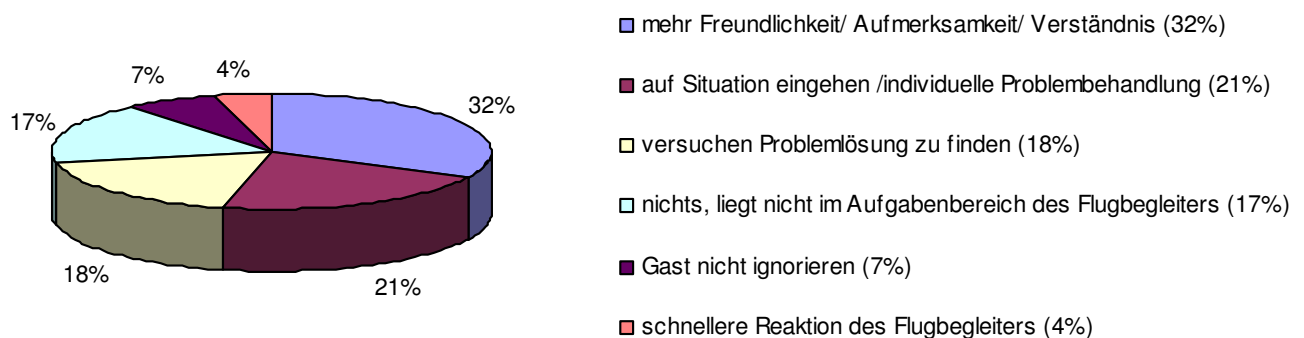 mehr Freundlichkeit/ Aufmerksamkeit/ Verständnis (32%)
auf Situation eingehen /individuelle Problembehandlung (21%)
versuchen Problemlösung zu finden (18%)
nichts, liegt nicht im Aufgabenbereich des Flugbegleiters (17%)
Gast nicht ignorieren (7%)
schnellere Reaktion des Flugbegleiters (4%)
4%
7%
32%
17%
18%
21%